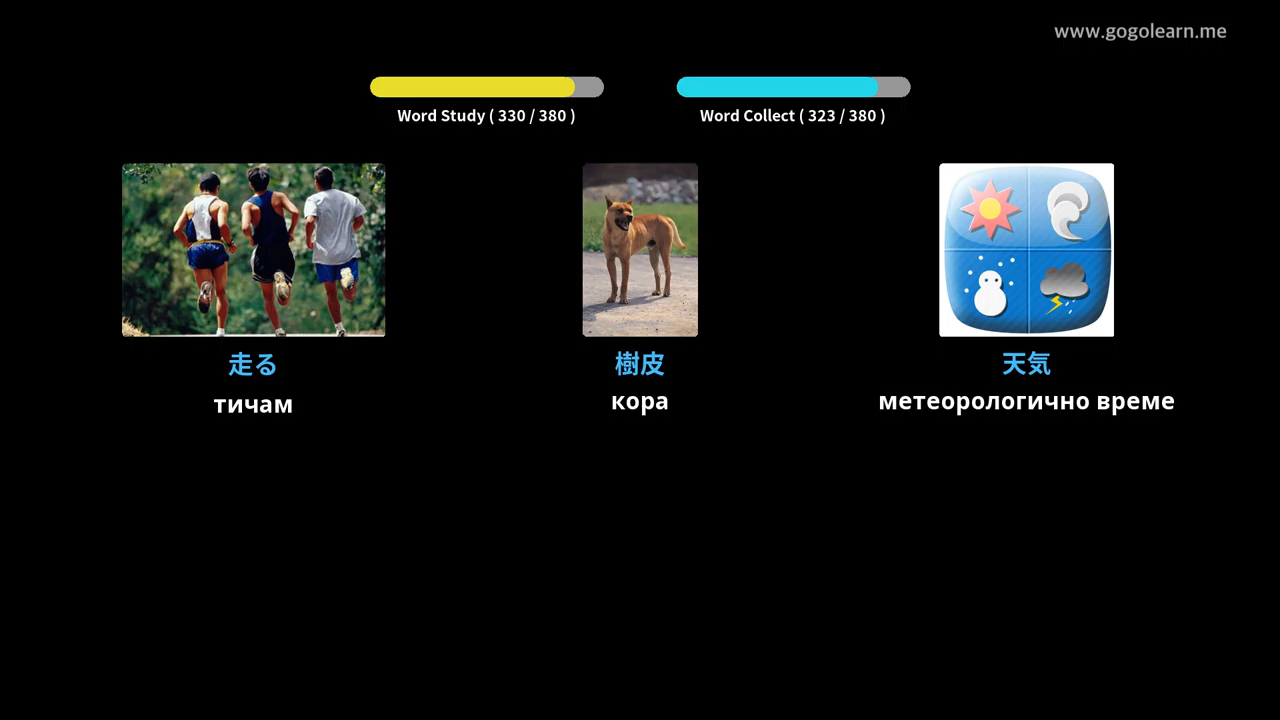 www.gogolearn.me
Word Study ( 330 / 380 )
Word Collect ( 323 / 380 )
走る
樹皮
天気
тичам
кора
метеорологично време